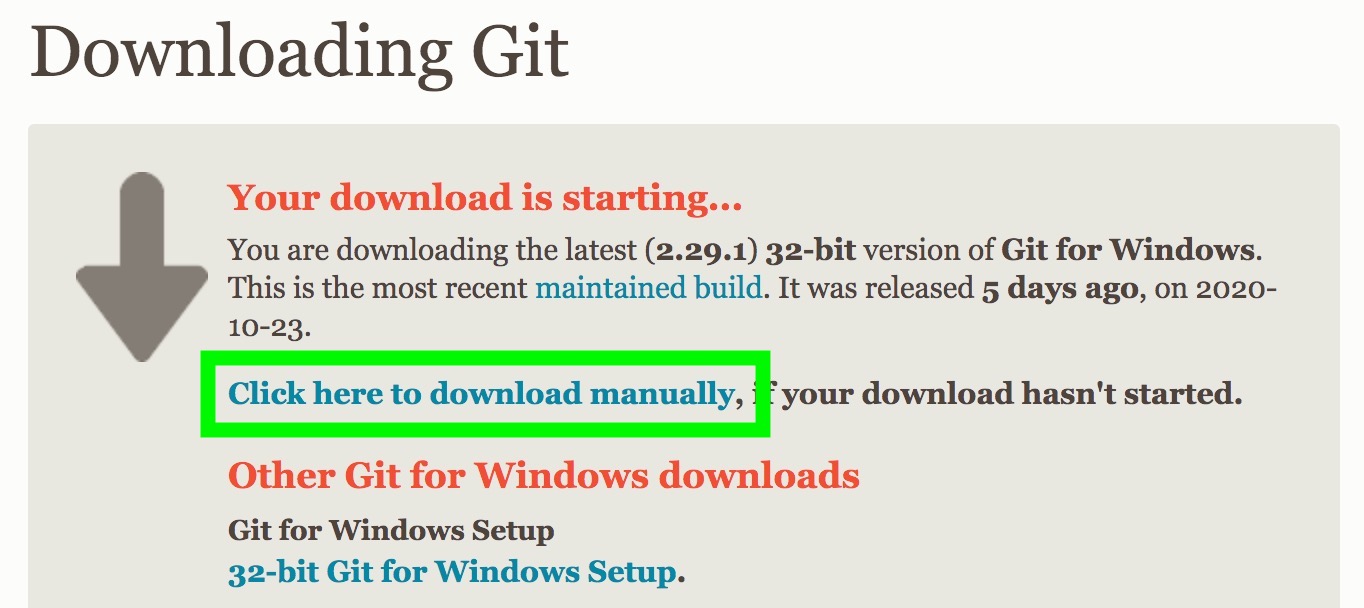 Downloading Git
Your download is starting...
You are downloading the latest (2.29.1) 32-bit version of Git for Windows.
This is the most recent maintained build. It was released 5 days ago, on 2020-
10-23.
Click here to download manually, if your download hasn't started.
Other Git for Windows downloads
Git for Windows Setup
32-bit Git for Windows Setup.